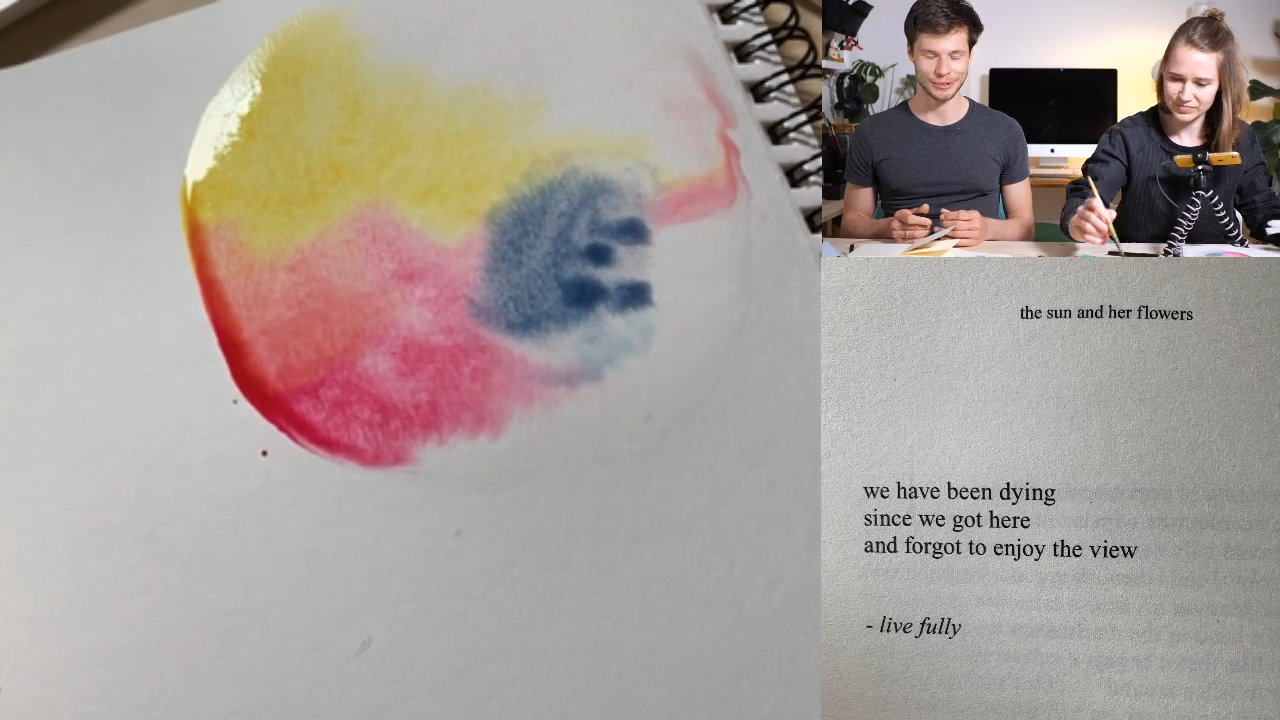 the sun and her flowers
we have been dying
since we got here
and forgot to enjoy the view
- live fully